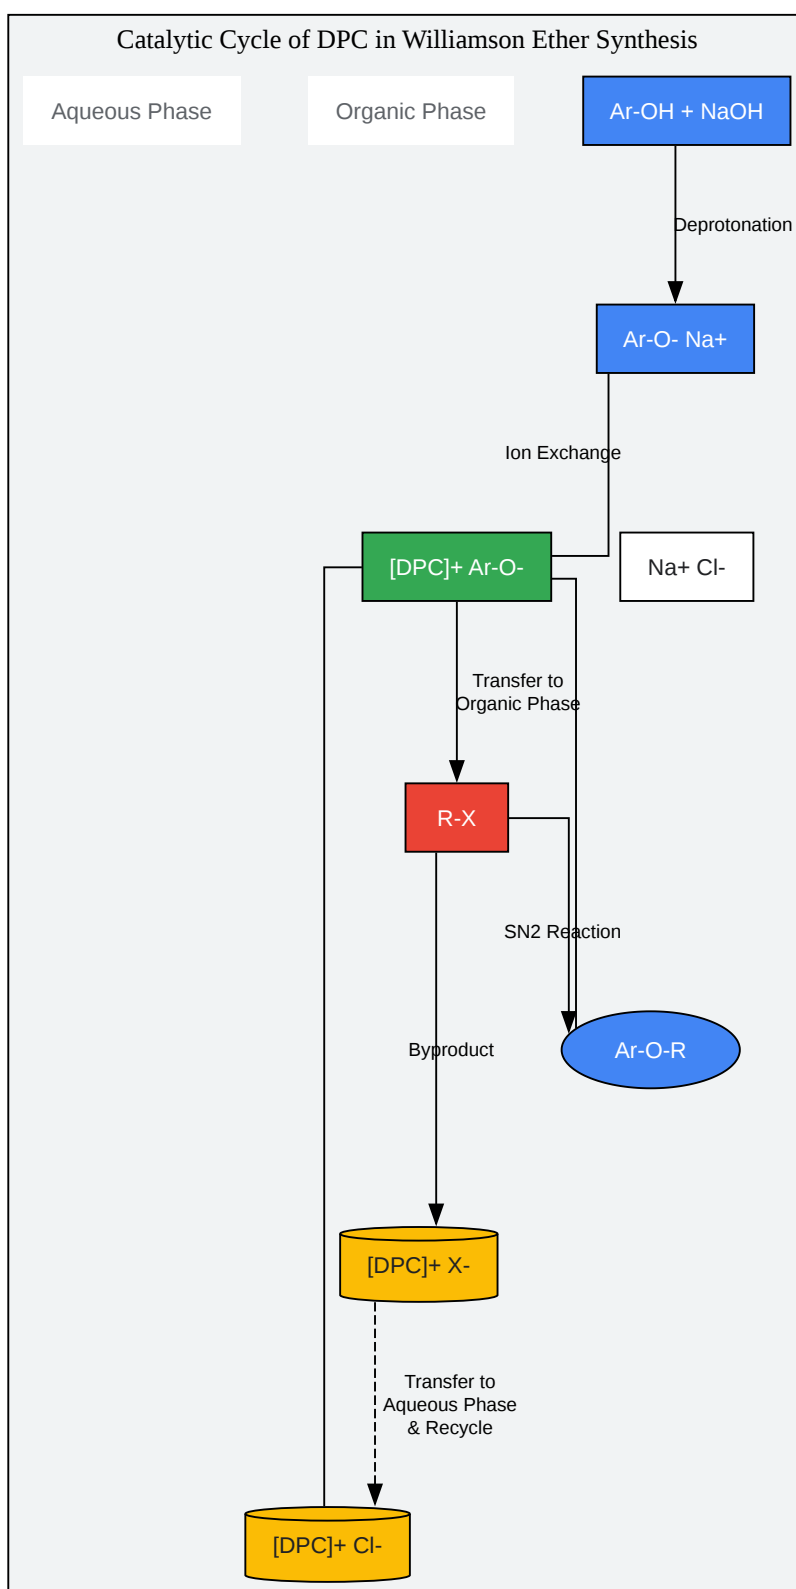 Catalytic Cycle of DPC in Williamson Ether Synthesis
Aqueous Phase
Organic Phase
Ar-OH + NaOH
Deprotonation
Ar-O- Na+
Ion Exchange
[DPC]+ Ar-O-
Na+ Cl-
Transfer to
Organic Phase
R-X
SN2 Reaction
Ar-O-R
Byproduct
[DPC]+ X-
Transfer to
Aqueous Phase
& Recycle
[DPC]+ Cl-